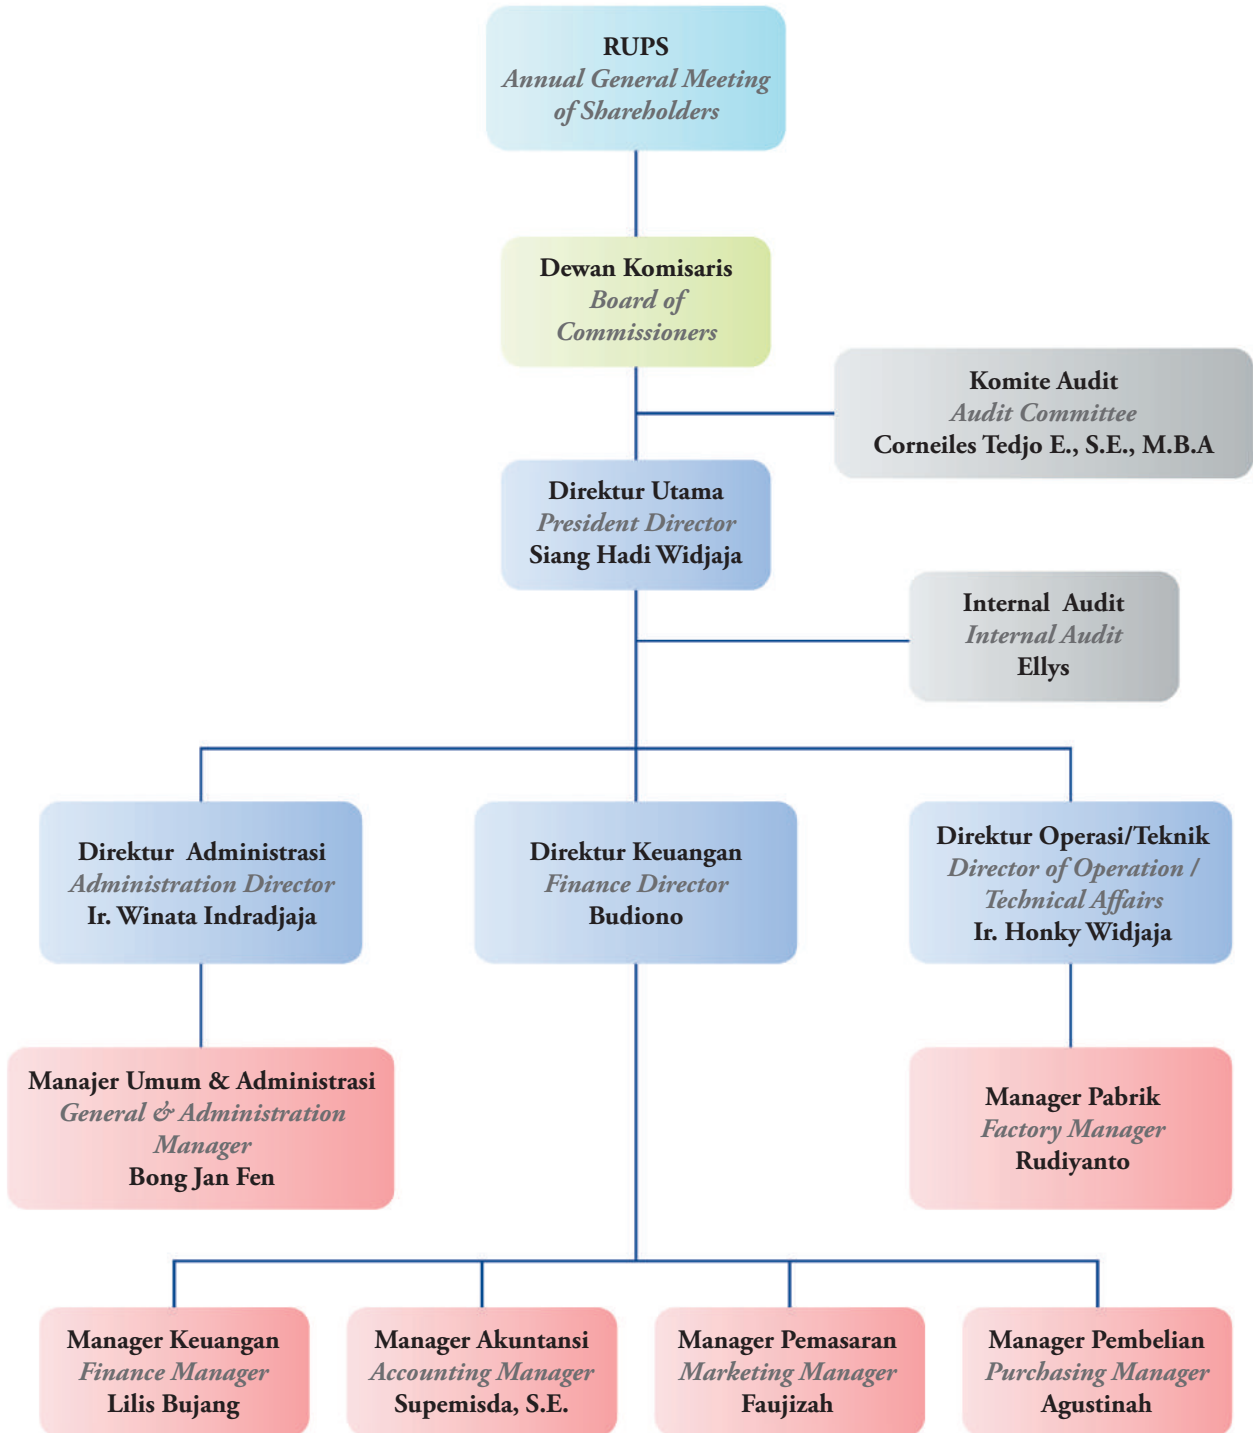 RUPS
Annual General Meeting
of Shareholders
Dewan Komisaris
Board of
Commissioners
Komite Audit
Audit Committee
Corneiles Tedjo E., S.E., M.B.A
Direktur Utama
President Director
Siang Hadi Widjaja
Internal Audit
Internal Audit
Ellys
Direktur Administrasi
Administration Director
Ir. Winata Indradjaja
Direktur Keuangan
Finance Director
Budiono
Direktur Operasi/Teknik
Director of Operation /
Technical Affairs
Ir. Honky Widjaja
Manajer Umum & Administrasi
General & Administration
Manager
Bong Jan Fen
Manager Pabrik
Factory Manager
Rudiyanto
Manager Keuangan
Finance Manager
Lilis Bujang
Manager Akuntansi
Accounting Manager
Supemisda, S.E.
Manager Pemasaran
Marketing Manager
Faujizah
Manager Pembelian
Purchasing Manager
Agustinah